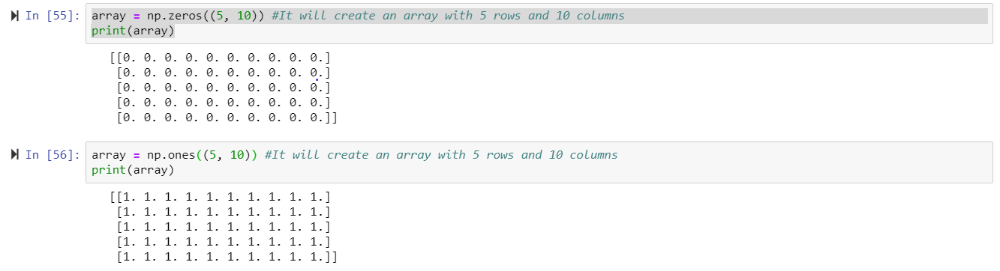 In [55]: array = np.zeros((5, 10)) #It will create an array with 5 rows and 10 columns
print(array)
[[0. 0. 0. 0. 0. 0. 0. 0. 0. 0.]
[0. 0. 0. 0. 0. 0. 0. 0. 0. 0.]
[0. 0. 0. 0. 0. 0. 0. 0. 0. 0.]
[0. 0. 0. 0. 0. 0. 0. 0. 0. 0.]
[0. 0. 0. 0. 0. 0. 0. 0. 0. 0.]]
In [56]: array = np.ones((5, 10)) #It will create an array with 5 rows and 10 columns
print(array)
[[1. 1. 1. 1. 1. 1. 1. 1. 1. 1.]
[1. 1. 1. 1. 1. 1. 1. 1. 1. 1.]
[1. 1. 1. 1. 1. 1. 1. 1. 1. 1.]
[1. 1. 1. 1. 1. 1. 1. 1. 1. 1.]
[1. 1. 1. 1. 1. 1. 1. 1. 1. 1.]]